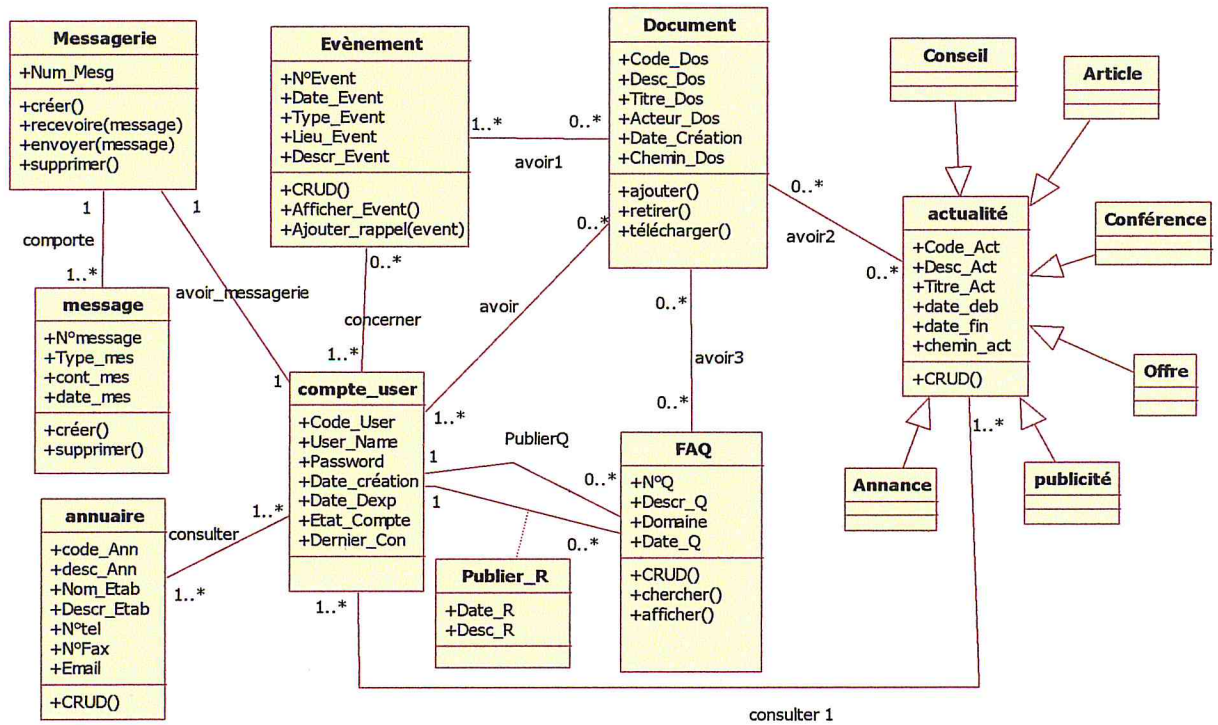 Messagerie
+Num_Mesg
+créer()
+recevoire(message)
+envoyer(message)
+supprimer()
Evènement
+N°Event
+Date_Event
+Type_Event
+Lieu_Event
+Descr_Event
+CRUD()
+Afficher_Event()
+Ajouter_rappel(event)
Document
+Code_Dos
+Desc_Dos
+Titre_Dos
+Acteur_Dos
+Date_Création
+Chemin_Dos
+ajouter()
+retirer()
+télécharger()
Conseil
Article
1..*
0..*
avoir1
1
1
comporte
1..*
avoir_messagerie
1
0..*
concerner
1..*
0..*
avoir
1..*
0..*
avoir2
0..*
0..*
avoir3
0..*
actualité
+Code_Act
+Desc_Act
+Titre_Act
+date_deb
+date_fin
+chemin_act
+CRUD()
Conférence
Offre
message
+N°message
+Type_mes
+cont_mes
+date_mes
+créer()
+supprimer()
compte_user
+Code_User
+User_Name
+Password
+Date_création
+Date_Dexp
+Etat_Compte
+Dernier_Con
PublierQ
1
0..*
1
0..*
FAQ
+N°Q
+Descr_Q
+Domaine
+Date_Q
+CRUD()
+chercher()
+afficher()
1..*
Annance
publicité
annuaire
+code_Ann
+desc_Ann
+Nom_Etab
+Descr_Etab
+N°tel
+N°Fax
+Email
+CRUD()
1..*
consulter
1..*
Publier_R
+Date_R
+Desc_R
1..*
consulter 1